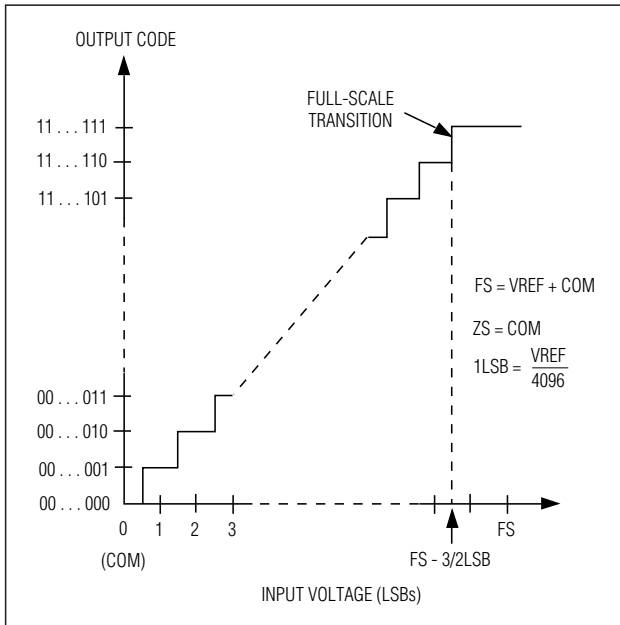 OUTPUT CODE
FULL-SCALE
TRANSITION
11 . . . 111
11 . . . 110
11 . . . 101
FS = VREF + COM
ZS = COM
1LSB = VREF
4096
00 . . . 011
00 . . . 010
00 . . . 001
00 . . . 000
0 1 2 3 FS
(COM) FS - 3/2LSB
INPUT VOLTAGE (LSBs)